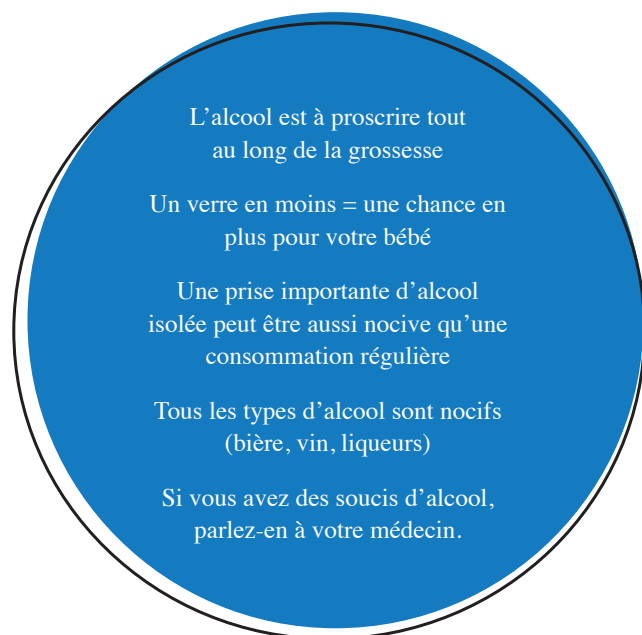 L’alcool est à proscrire tout
au long de la grossesse
Un verre en moins = une chance en
plus pour votre bébé
Une prise importante d’alcool
isolée peut être aussi nocive qu’une
consommation régulière
Tous les types d’alcool sont nocifs
(bière, vin, liqueurs)
Si vous avez des soucis d’alcool,
parlez-en à votre médecin.